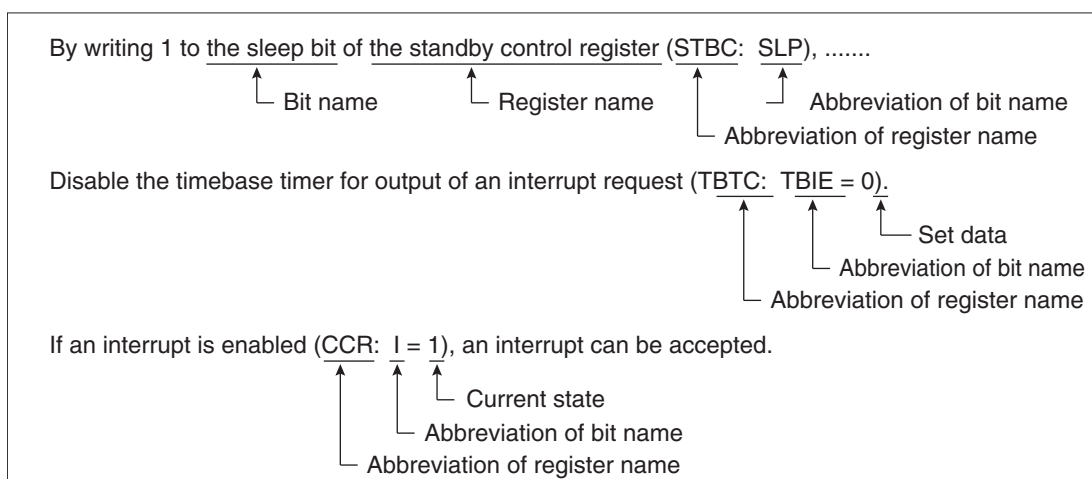 By writing 1 to the sleep bit of the standby control register (STBC: SLP), .......
Bit name
Register name
Abbreviation of bit name
Abbreviation of register name
Disable the timebase timer for output of an interrupt request (TBTC: TBIE = 0).
Set data
Abbreviation of bit name
Abbreviation of register name
If an interrupt is enabled (CCR: I = 1), an interrupt can be accepted.
Current state
Abbreviation of bit name
Abbreviation of register name